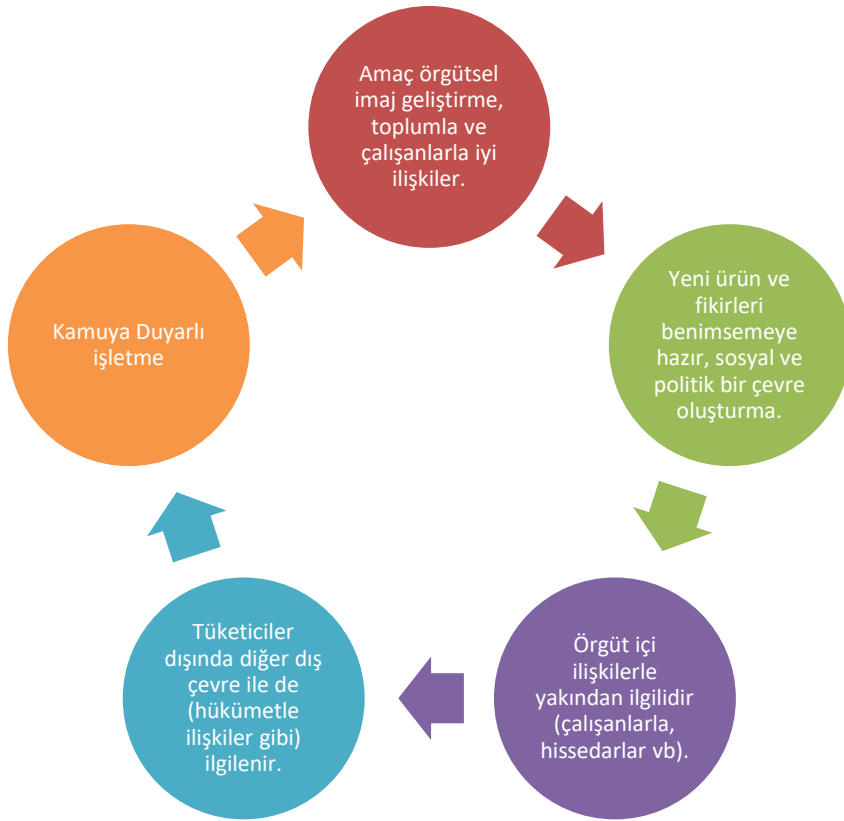 Amaç örgütsel
imaj geliştirme,
toplumla ve
çalışanlarla iyi
ilişkiler.
Yeni ürün ve
fikirleri
benimsemeye
hazır, sosyal ve
politik bir çevre
oluşturma.
Örgüt içi
ilişkilerle
yakından ilgilidir
(çalışanlarla,
hissedarlar vb).
Tüketiciler
dışında diğer dış
çevre ile de
(hükümetle
ilişkiler gibi)
ilgilenir.
Kamuya Duyarlı
işletme